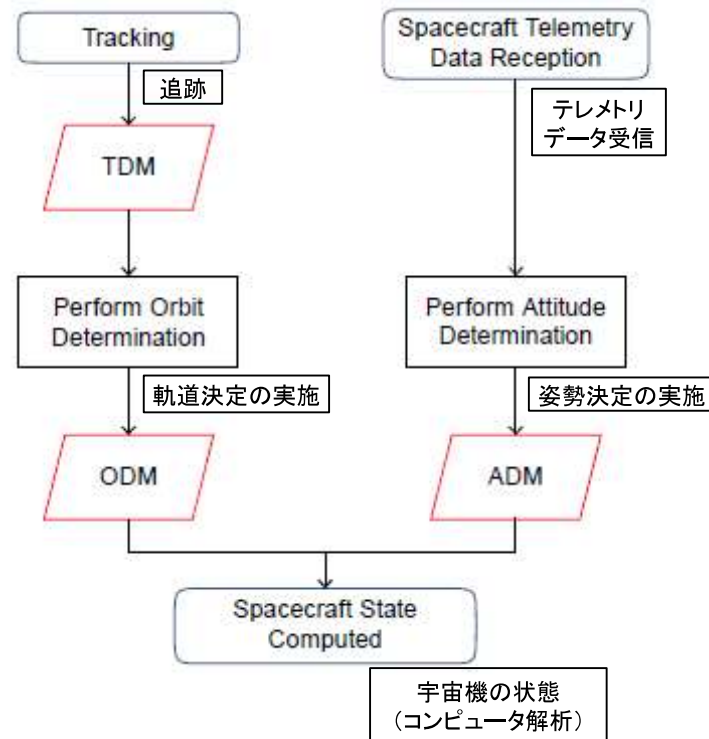 Tracking
追跡
TDM
Perform Orbit
Determination
軌道決定の実施
ODM
Spacecraft Telemetry
Data Reception
テレメトリ
データ受信
Perform Attitude
Determination
姿勢決定の実施
ADM
Spacecraft State
Computed
宇宙機の状態
（コンピュータ解析）